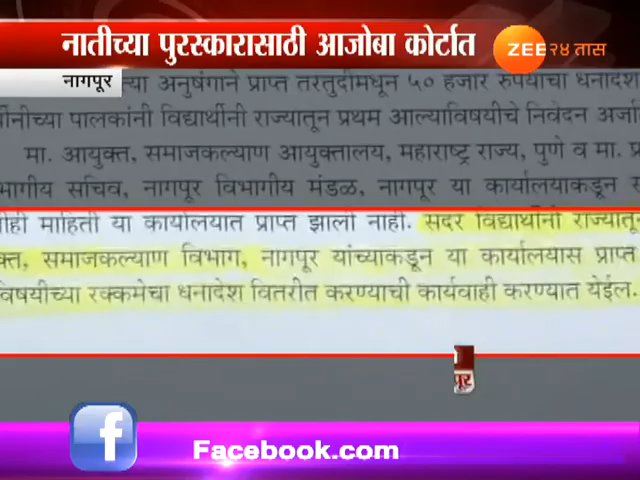 नातीच्या पुरस्कारासाठी आजोबा कोर्टात
ZEE २४ तास
नागपूर
अनुषंगाने प्राप्त तरतुदीमधून ५० हजार रुपयांचा धनादेश
पालकांनी विद्यार्थीनी राज्यातून प्रथम आल्याविषयीचे निवेदन
मा. आयुक्त, समाजकल्याण आयुक्तालय, महाराष्ट्र राज्य, पुणे व मा.
सचिव, नागपूर विभागीय मंडळ, नागपूर या कार्यालयाकडून
माहिती या कार्यालयात प्राप्त झाली नाही. सदर विद्यार्थीनी
समाजकल्याण विभाग, नागपूर यांच्याकडून या कार्यालयास प्राप्त
रक्कमेचा धनादेश वितरीत करण्याची कार्यवाही करण्यात येईल.
f
Facebook.com